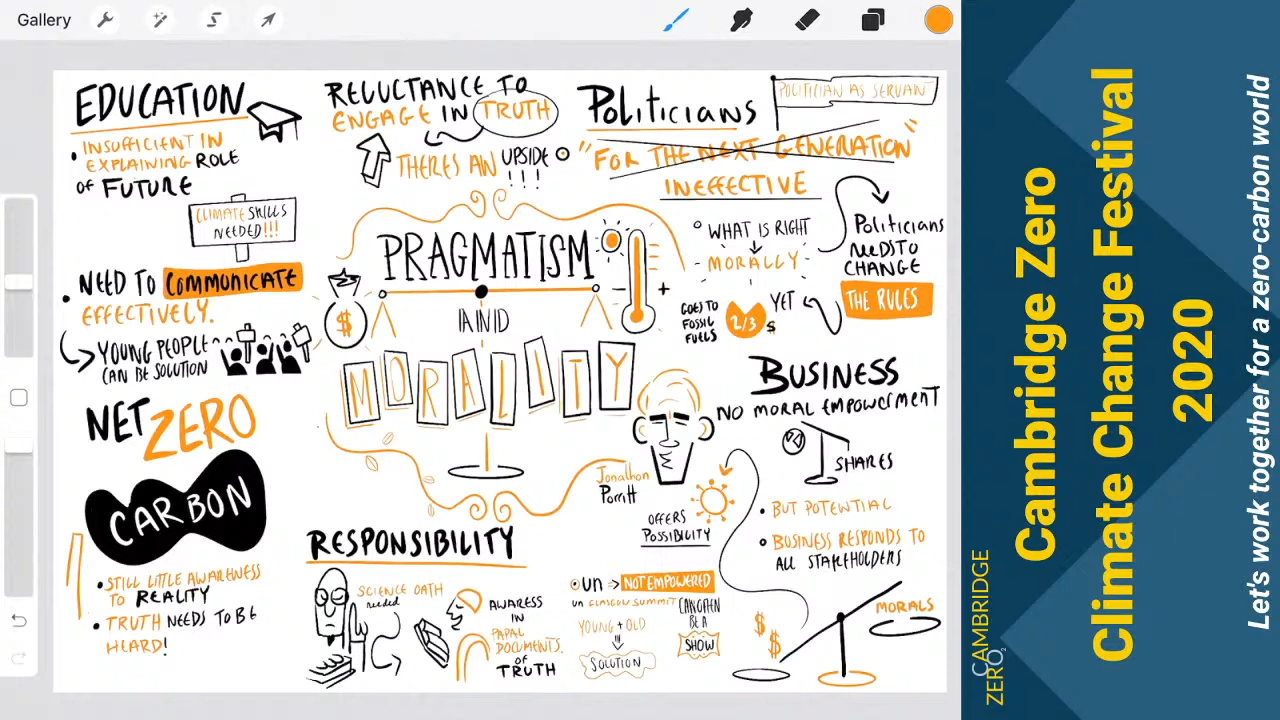 Gallery
EDUCATION
• INSUFFICIENT IN
EXPLAINING ROLE
OF FUTURE
CLIMATE SKILLS
NEEDED!!!
• NEED TO COMMUNICATE
EFFECTIVELY.
YOUNG PEOPLE
CAN BE SOLUTION
NET ZERO
CARBON
• STILL LITTLE AWARENESS
TO REALITY
• TRUTH NEEDS TO BE
HEARD!
RELUCTANCE TO
ENGAGE IN TRUTH
THERES AN UPSIDE
!!!
PRAGMATISM
AND
MORALITY
$
- +
Jonathon
Porritt
POLITICIANS
POLITICIAN AS SERVAN
"FOR THE NEXT GENERATION"
INEFFECTIVE
WHAT IS RIGHT
MORALLY
POLITICIANS
NEEDS TO
CHANGE
THE RULES
YET
GOES TO
FOSSIL
FUELS
2/3 $
BUSINESS
NO MORAL EMPOWERMENT
SHARES
• BUT POTENTIAL
• BUSINESS RESPONDS TO
ALL STAKEHOLDERS
OFFERS
POSSIBILITY
RESPONSIBILITY
SCIENCE OATH
needed
AWARESS
IN
PAPAL
DOCUMENTS.
OF
TRUTH
UN NOT EMPOWERED
UN GLASGOW SUMMIT
CAN OFTEN
BE A
SHOW
YOUNG + OLD
SOLUTION
$
$
MORALS
CAMBRIDGE
ZERO
Cambridge Zero
Climate Change Festival
2020
Let's work together for a zero-carbon world